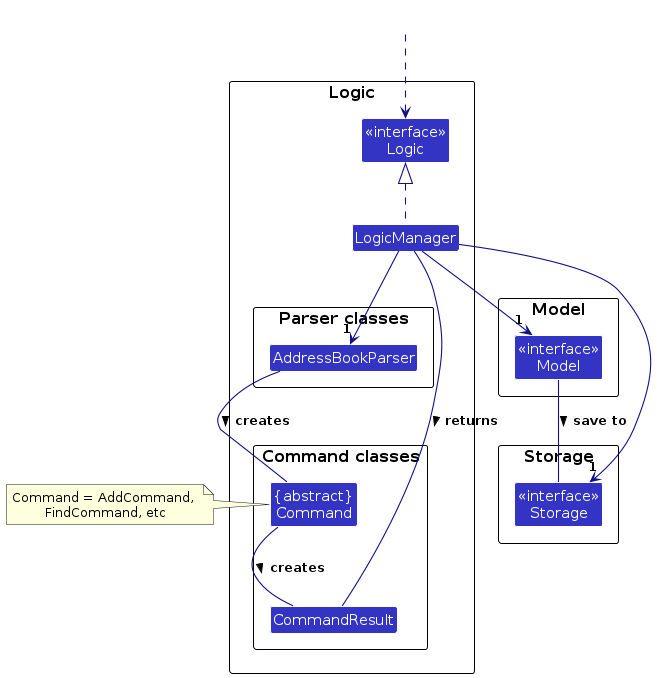 Logic
«interface»
Logic
LogicManager
Parser classes
1
AddressBookParser
Model
1
«interface»
Model
creates
returns
save to
Command classes
Storage
1
{abstract}
Command
«interface»
Storage
Command = AddCommand,
FindCommand, etc
creates
CommandResult